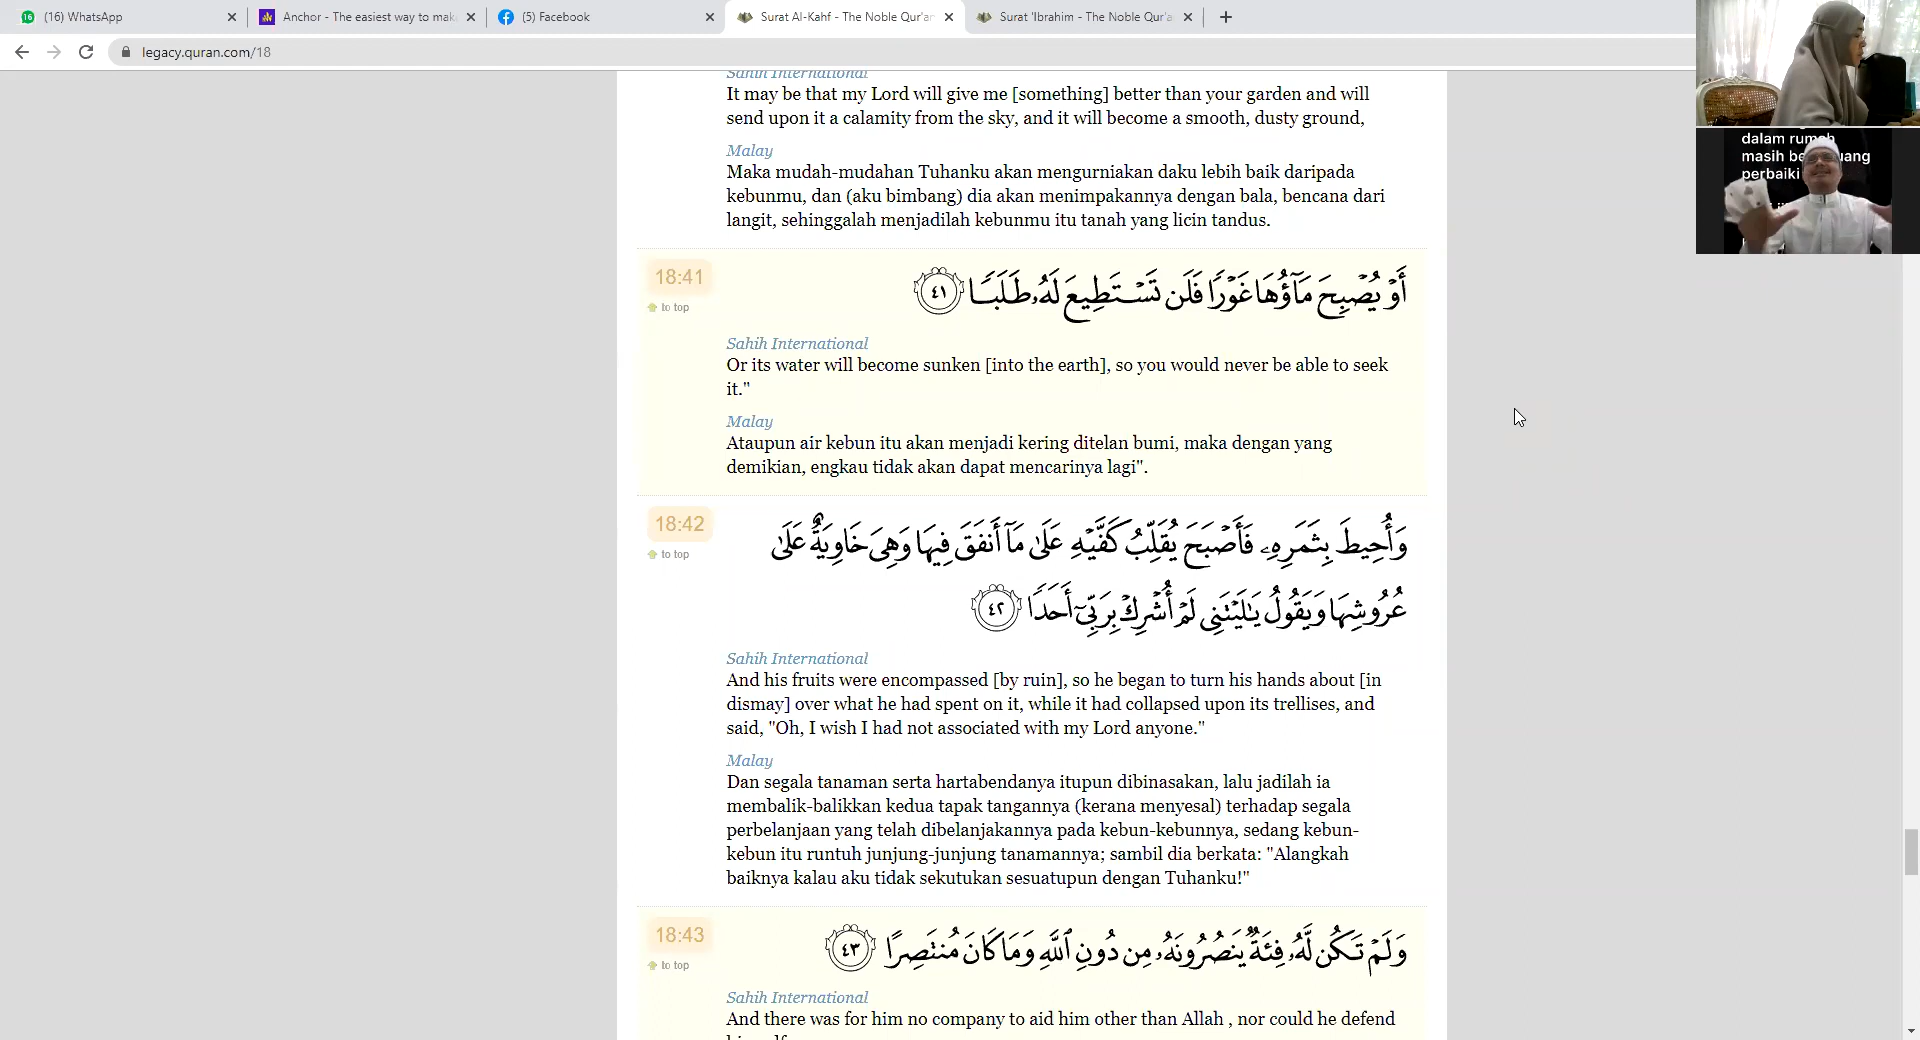 (16) WhatsApp
Anchor - The easiest way to mak
(5) Facebook
Surat Al-Kahf - The Noble Qur'an
Surat 'Ibrahim - The Noble Qur'a
legacy.quran.com/18
Sahih International
It may be that my Lord will give me [something] better than your garden and will
send upon it a calamity from the sky, and it will become a smooth, dusty ground,
Malay
Maka mudah-mudahan Tuhanku akan mengurniakan daku lebih baik daripada
kebunmu, dan (aku bimbang) dia akan menimpakannya dengan bala, bencana dari
langit, sehinggalah menjadilah kebunmu itu tanah yang licin tandus.
18:41
to top
أَوْ يُصْبِحَ مَآؤُهَا غَوْرًا فَلَن تَسْتَطِيعَ لَهُۥ طَلَبًا ٤١
Sahih International
Or its water will become sunken [into the earth], so you would never be able to seek
it."
Malay
Ataupun air kebun itu akan menjadi kering ditelan bumi, maka dengan yang
demikian, engkau tidak akan dapat mencarinya lagi".
18:42
to top
وَأُحِيطَ بِثَمَرِهِۦ فَأَصْبَحَ يُقَلِّبُ كَفَّيْهِ عَلَىٰ مَآ أَنفَقَ فِيهَا وَهِىَ خَاوِيَةٌ عَلَىٰ
عُرُوشِهَا وَيَقُولُ يَـٰلَيْتَنِى لَمْ أُشْرِكْ بِرَبِّىٓ أَحَدًا ٤٢
Sahih International
And his fruits were encompassed [by ruin], so he began to turn his hands about [in
dismay] over what he had spent on it, while it had collapsed upon its trellises, and
said, "Oh, I wish I had not associated with my Lord anyone."
Malay
Dan segala tanaman serta hartabendanya itupun dibinasakan, lalu jadilah ia
membalik-balikkan kedua tapak tangannya (kerana menyesal) terhadap segala
perbelanjaan yang telah dibelanjakannya pada kebun-kebunnya, sedang kebun-
kebun itu runtuh junjung-junjung tanamannya; sambil dia berkata: "Alangkah
baiknya kalau aku tidak sekutukan sesuatupun dengan Tuhanku!"
18:43
to top
وَلَمْ تَكُن لَّهُۥ فِئَةٌ يَنصُرُونَهُۥ مِن دُونِ ٱللَّهِ وَمَا كَانَ مُنتَصِرًا ٤٣
Sahih International
And there was for him no company to aid him other than Allah , nor could he defend
dalam rumah
masih
perbaiki